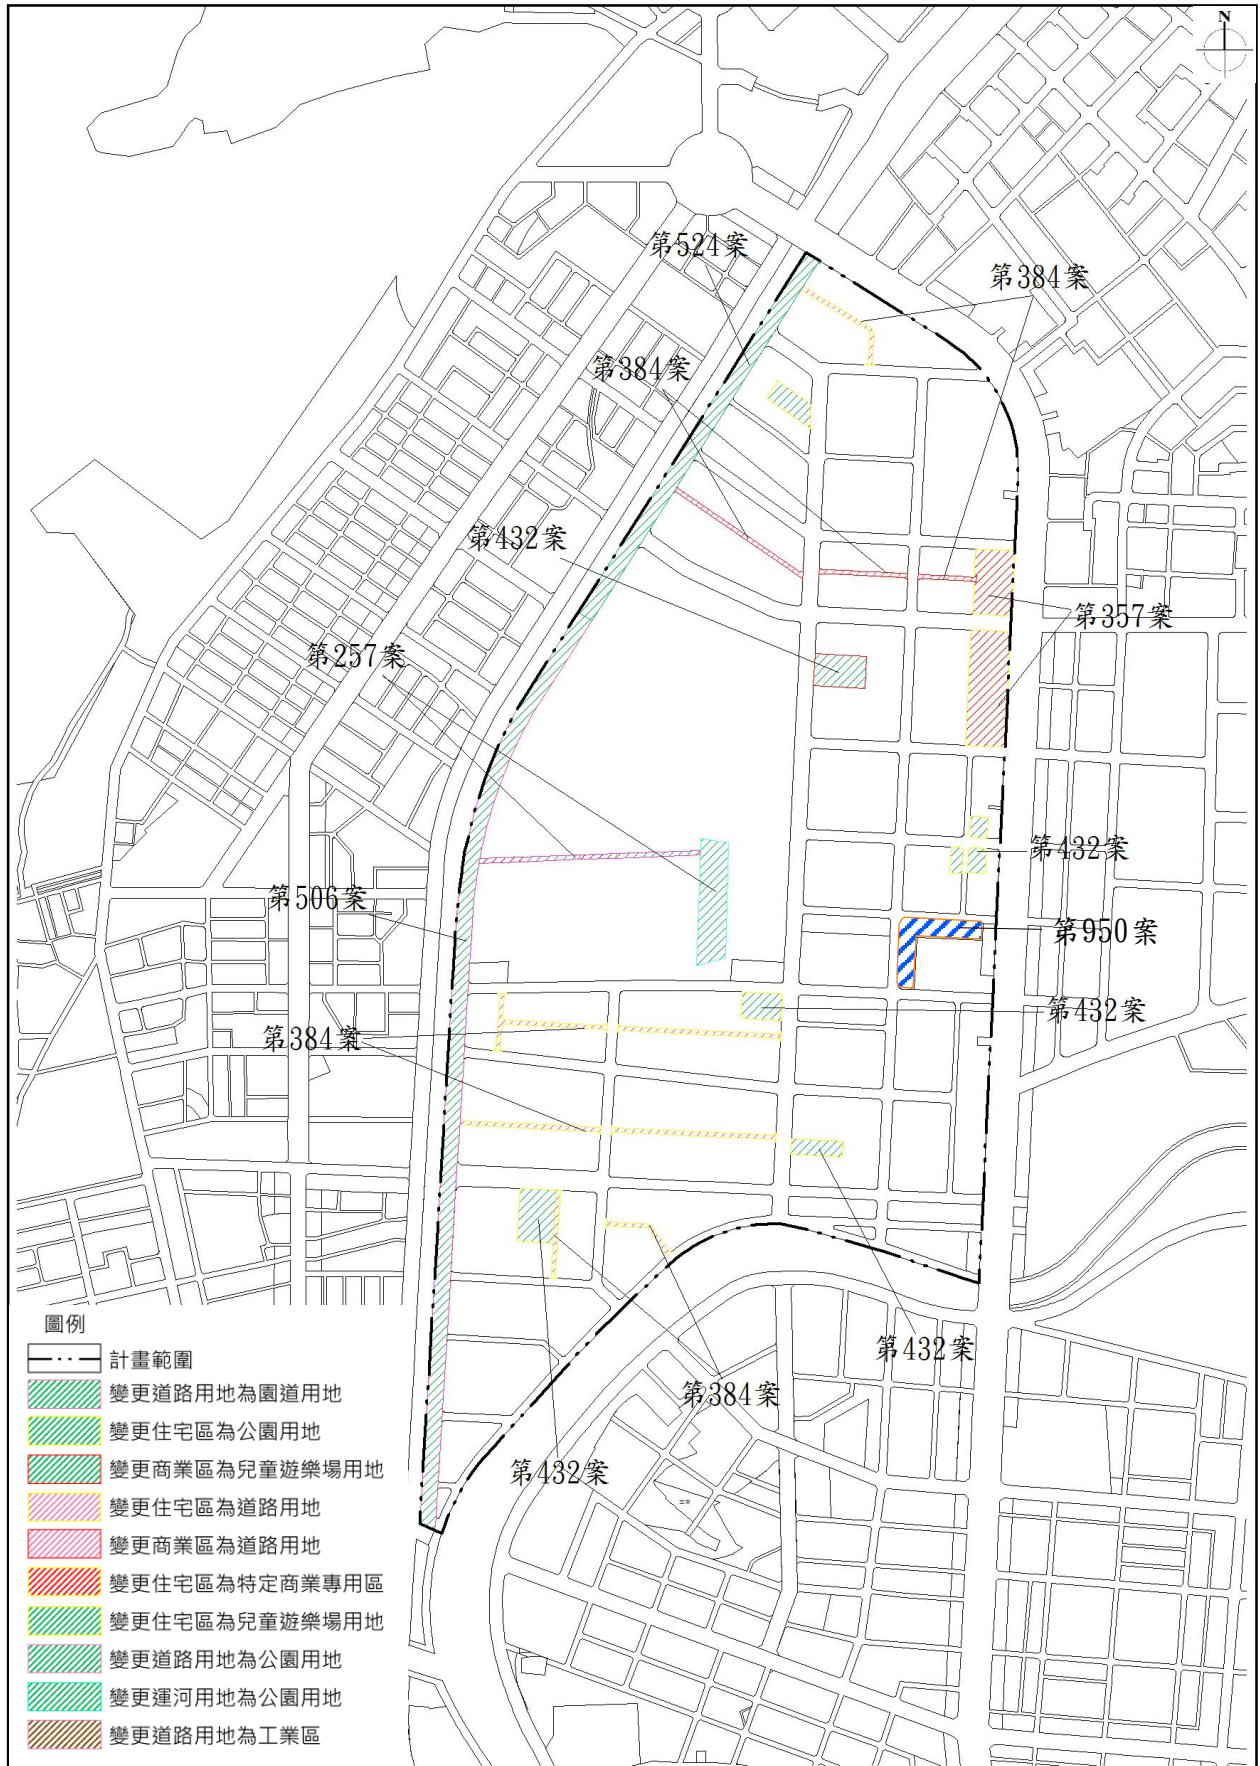 N
第524案
第384案
第384案
第432案
第357案
第257案
第432案
第506案
第950案
第432案
第384案
第432案
第384案
第432案
圖例
計畫範圍
變更道路用地為園道用地
變更住宅區為公園用地
變更商業區為兒童遊樂場用地
變更住宅區為道路用地
變更商業區為道路用地
變更住宅區為特定商業專用區
變更住宅區為兒童遊樂場用地
變更道路用地為公園用地
變更運河用地為公園用地
變更道路用地為工業區